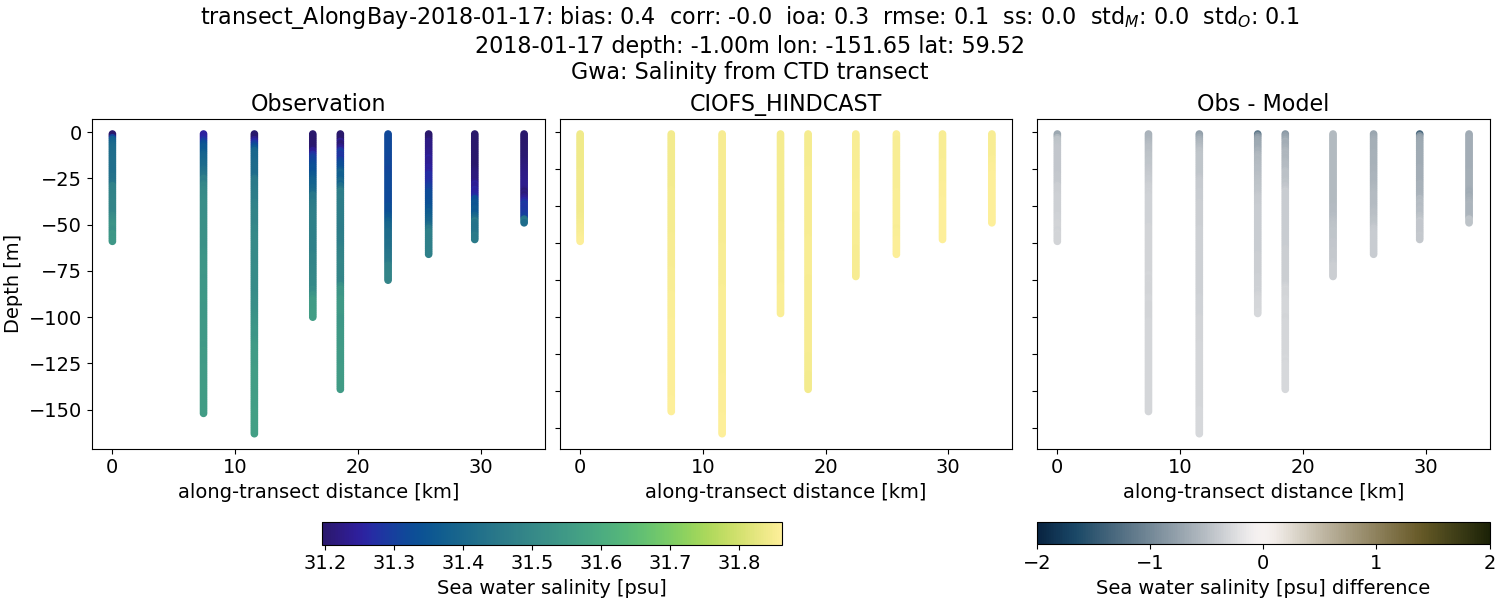 transect_AlongBay-2018-01-17: bias: 0.4 corr: -0.0 ioa: 0.3 rmse: 0.1 ss: 0.0 std_M: 0.0 std_O: 0.1
2018-01-17 depth: -1.00m lon: -151.65 lat: 59.52
Gwa: Salinity from CTD transect
Observation
CIOFS_HINDCAST
Obs - Model
Depth [m]
0
−25
−50
−75
−100
−125
−150
0 10 20 30
0 10 20 30
0 10 20 30
along-transect distance [km]
along-transect distance [km]
along-transect distance [km]
31.2 31.3 31.4 31.5 31.6 31.7 31.8
Sea water salinity [psu]
−2 −1 0 1 2
Sea water salinity [psu] difference